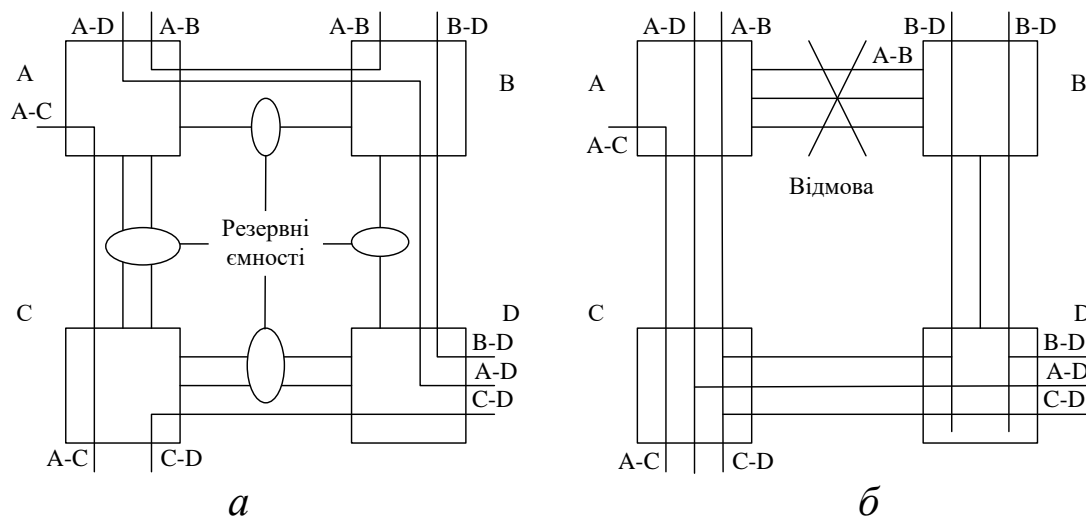 A-D A-B A-B B-D
A B
A-C
Резервні
ємності
C D
B-D
A-D
C-D
A-C C-D
а
A-D A-B B-D B-D
A-B
A B
A-C
Відмова
C D
B-D
A-D
C-D
A-C C-D
б